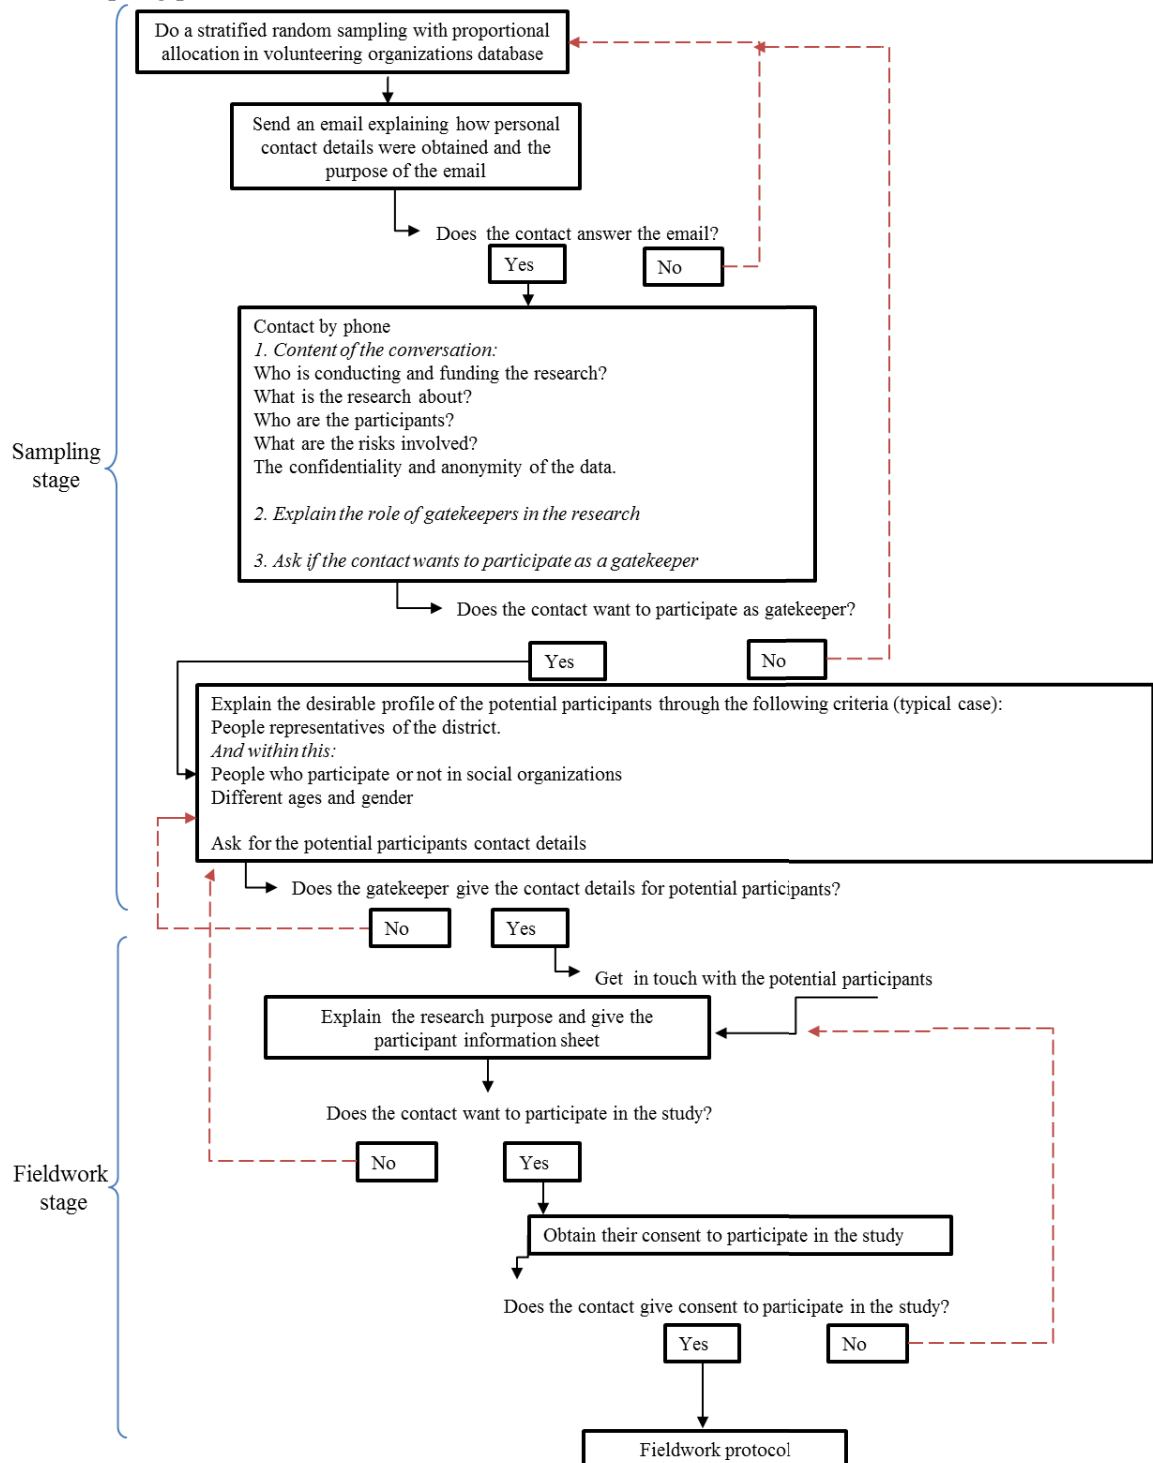 Do a stratified random sampling with proportional
allocation in volunteering organizations database
Send an email explaining how personal
contact details were obtained and the
purpose of the email
Does the contact answer the email?
Yes
No
Contact by phone
1. Content of the conversation:
Who is conducting and funding the research?
What is the research about?
Who are the participants?
What are the risks involved?
The confidentiality and anonymity of the data.
2. Explain the role of gatekeepers in the research
3. Ask if the contact wants to participate as a gatekeeper
Sampling
stage
Does the contact want to participate as gatekeeper?
Yes
No
Explain the desirable profile of the potential participants through the following criteria (typical case):
People representatives of the district.
And within this:
People who participate or not in social organizations
Different ages and gender
Ask for the potential participants contact details
Does the gatekeeper give the contact details for potential participants?
No
Yes
Get in touch with the potential participants
Explain the research purpose and give the
participant information sheet
Does the contact want to participate in the study?
No
Yes
Fieldwork
stage
Obtain their consent to participate in the study
Does the contact give consent to participate in the study?
Yes
No
Fieldwork protocol